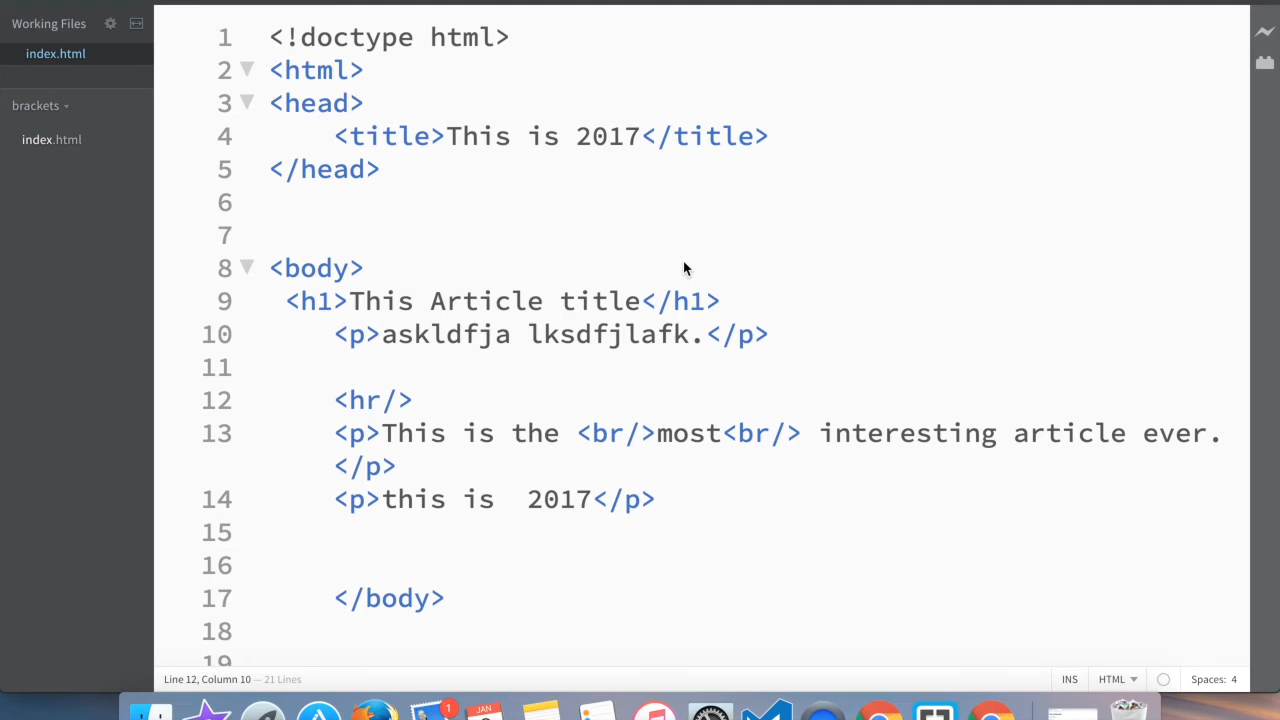 Working Files
index.html
brackets
index.html
1 <!doctype html>
2 <html>
3 <head>
4 <title>This is 2017</title>
5 </head>
6
7
8 <body>
9 <h1>This Article title</h1>
10 <p>askldfja lksdfjlafk.</p>
11
12 <hr/>
13 <p>This is the <br/>most<br/> interesting article ever.
</p>
14 <p>this is  2017</p>
15
16
17 </body>
18
19
Line 12, Column 10 — 21 Lines
INS
HTML
Spaces: 4
1
JAN